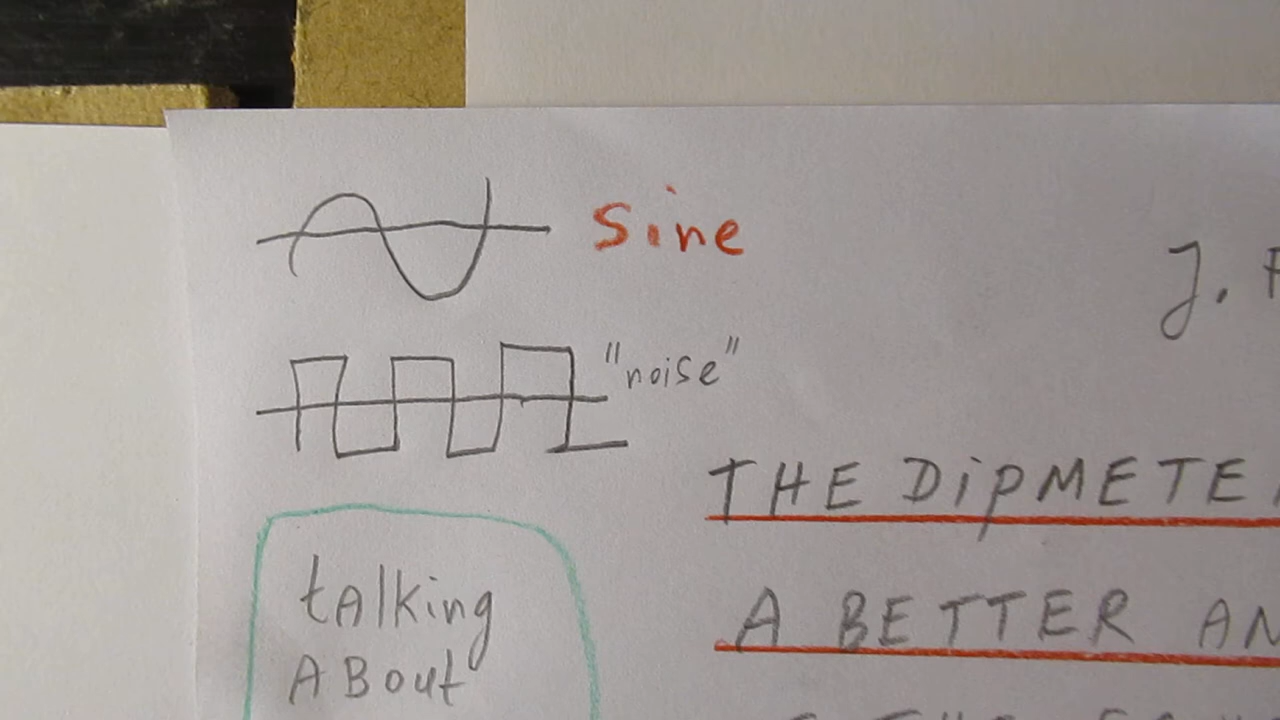 Sine
J.
"noise"
THE DipMETE
A BETTER AN
tAlking
ABout